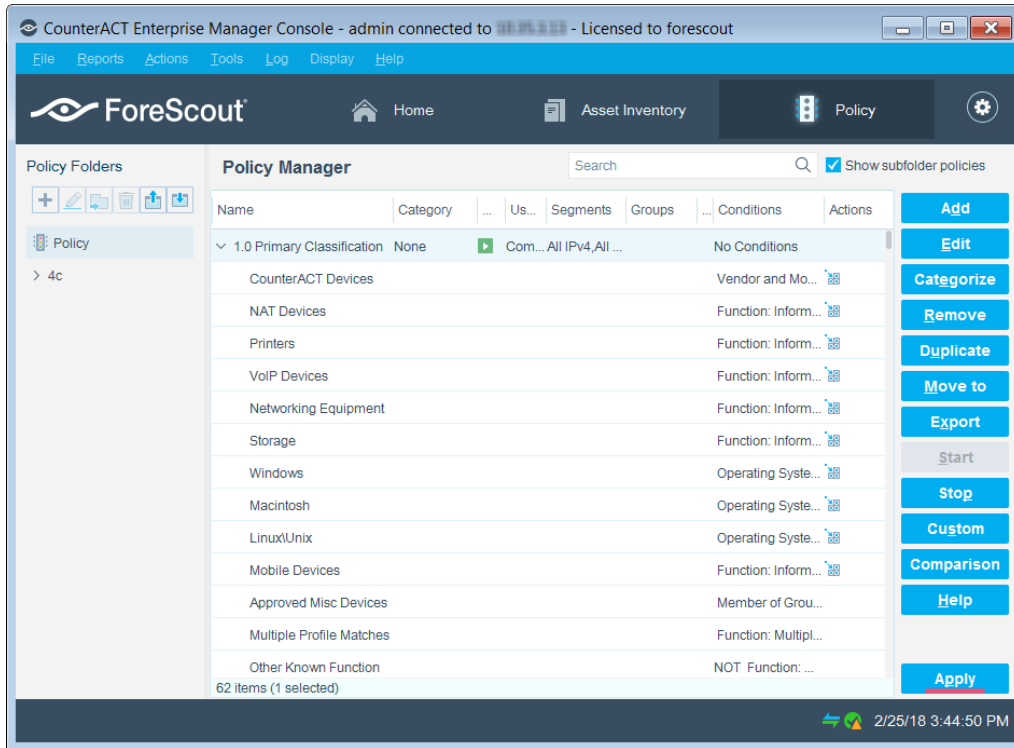 CounterACT Enterprise Manager Console - admin connected to - Licensed to forescout
File Reports Actions Tools Log Display Help
ForeScout Home Asset Inventory Policy
Policy Folders
Policy Manager
Search
Show subfolder policies
Name Category ... Us... Segments Groups ... Conditions Actions
Policy
4c
1.0 Primary Classification None Com... All IPv4,All ... No Conditions
CounterACT Devices Vendor and Mo...
NAT Devices Function: Inform...
Printers Function: Inform...
VoIP Devices Function: Inform...
Networking Equipment Function: Inform...
Storage Function: Inform...
Windows Operating Syste...
Macintosh Operating Syste...
Linux\Unix Operating Syste...
Mobile Devices Function: Inform...
Approved Misc Devices Member of Grou...
Multiple Profile Matches Function: Multipl...
Other Known Function NOT Function: ...
62 items (1 selected)
Add
Edit
Categorize
Remove
Duplicate
Move to
Export
Start
Stop
Custom
Comparison
Help
Apply
2/25/18 3:44:50 PM